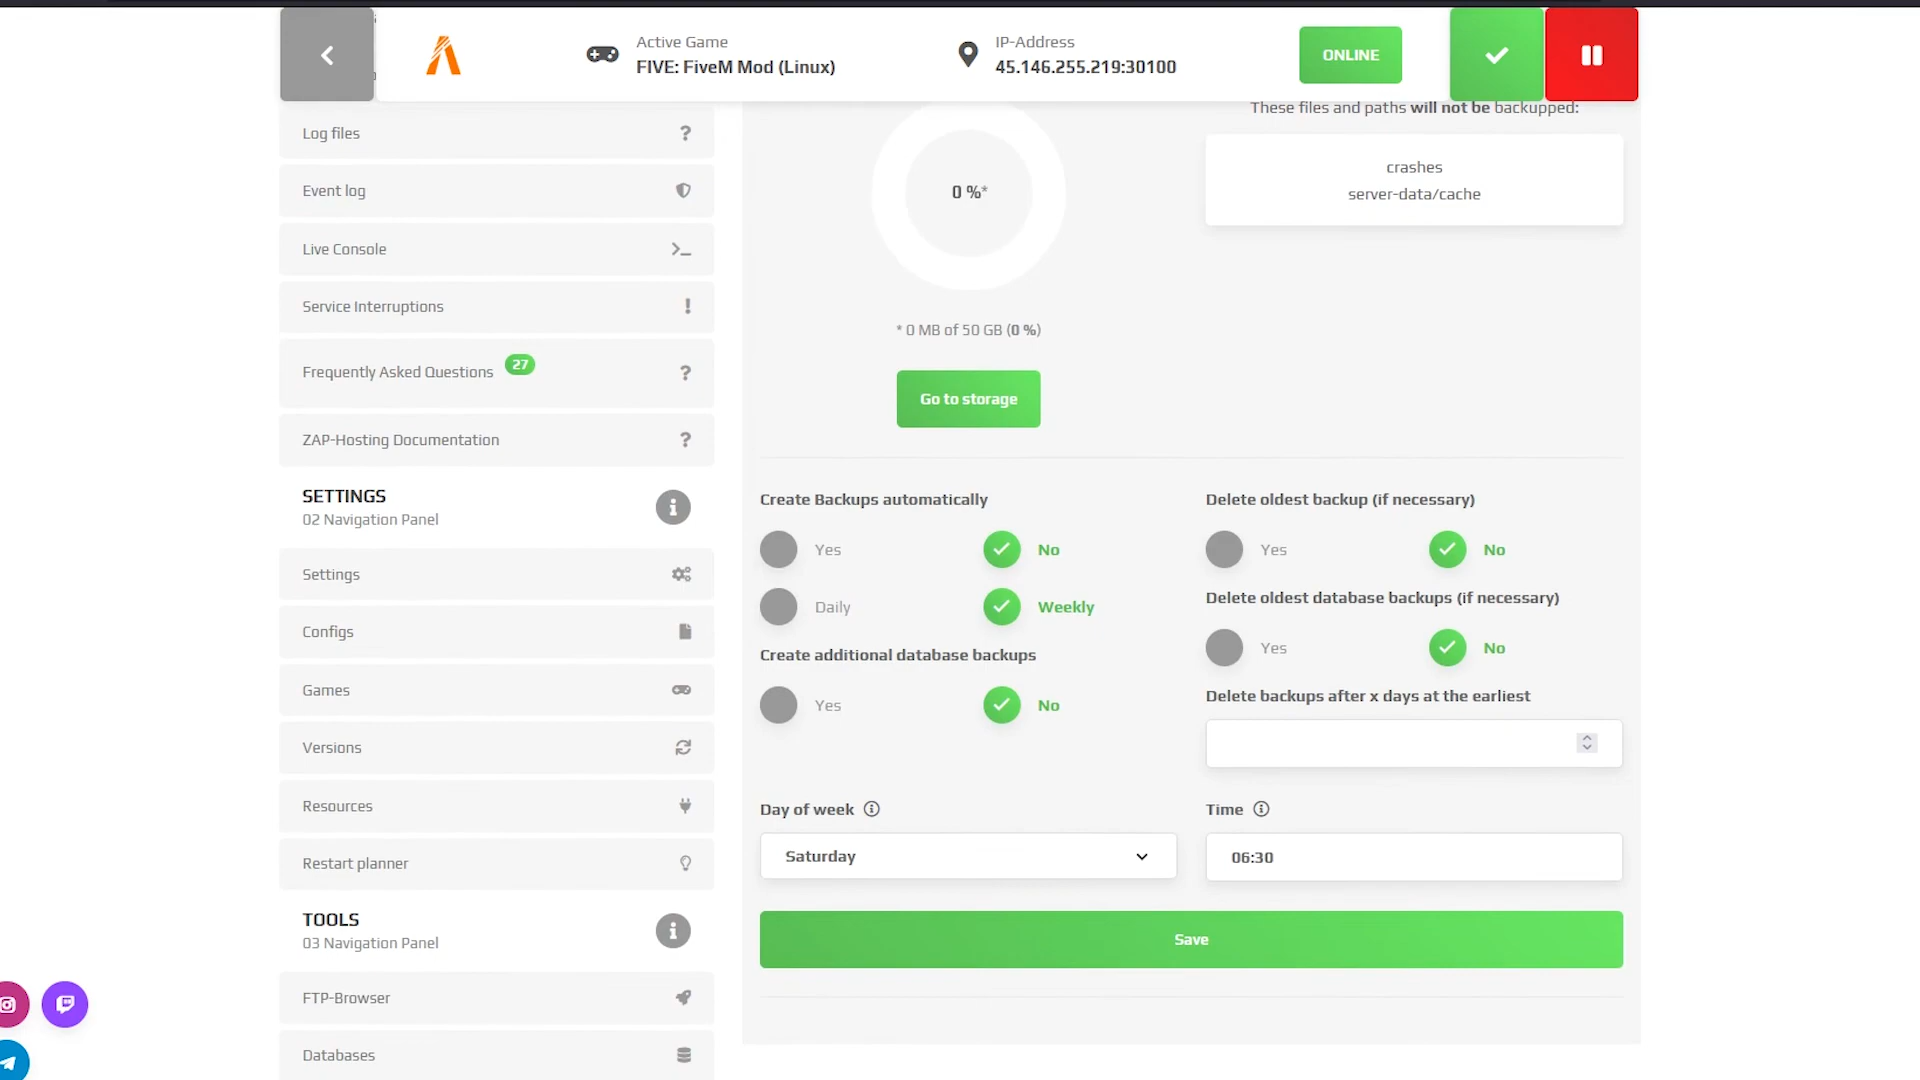 Active Game
FIVE: FiveM Mod (Linux)
IP-Address
45.146.255.219:30100
ONLINE
Log files
Event log
Live Console
Service Interruptions
Frequently Asked Questions 27
ZAP-Hosting Documentation
SETTINGS
02 Navigation Panel
Settings
Configs
Games
Versions
Resources
Restart planner
TOOLS
03 Navigation Panel
FTP-Browser
Databases
0 %*
* 0 MB of 50 GB (0 %)
Go to storage
These files and paths will not be backupped:
crashes
server-data/cache
Create Backups automatically
Yes No
Daily Weekly
Create additional database backups
Yes No
Delete oldest backup (if necessary)
Yes No
Delete oldest database backups (if necessary)
Yes No
Delete backups after x days at the earliest
Day of week
Saturday
Time
06:30
Save